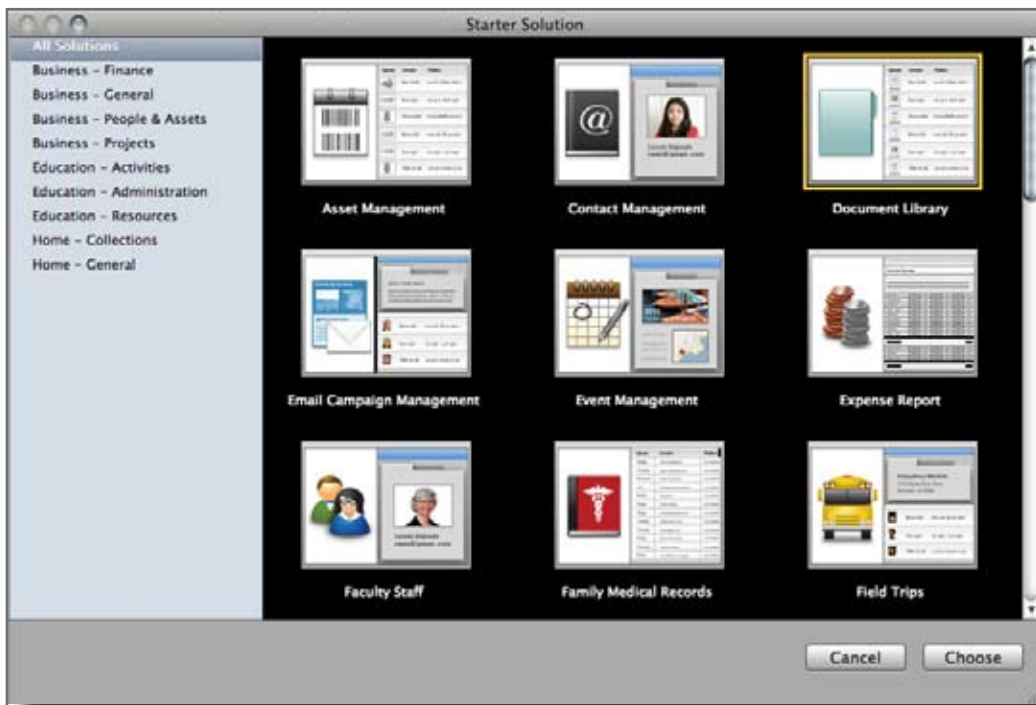 Starter Solution
All Solutions
Business – Finance
Business – General
Business – People & Assets
Business – Projects
Education – Activities
Education – Administration
Education – Resources
Home – Collections
Home – General
Asset Management
Contact Management
Document Library
Email Campaign Management
Event Management
Expense Report
Faculty Staff
Family Medical Records
Field Trips
Cancel
Choose